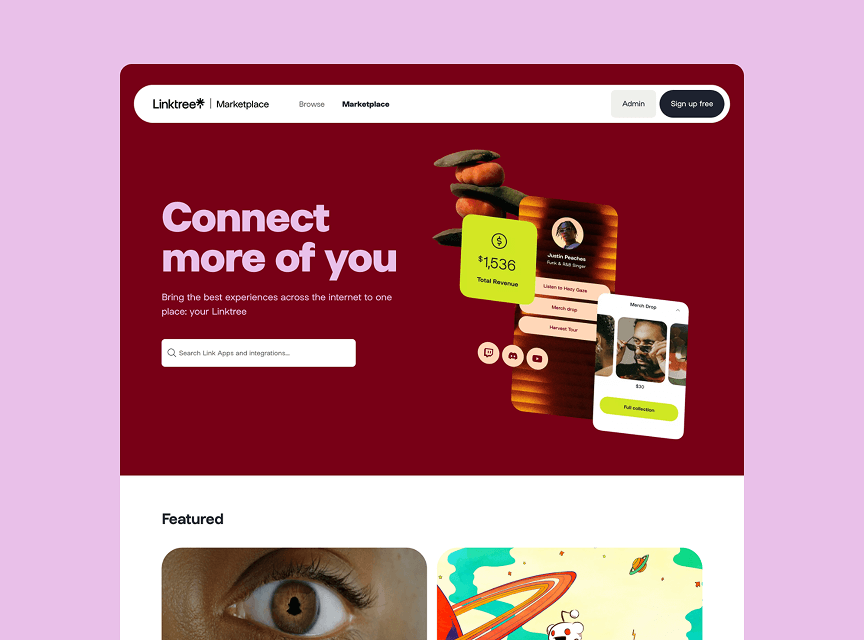 Linktree* | Marketplace
Browse
Marketplace
Admin
Sign up free
Connect
more of you
Bring the best experiences across the internet to one
place: your Linktree
Search Link Apps and integrations...
$1,536
Total Revenue
Justin Peaches
Funk & R&B Singer
Listen to Hazy Gaze
Merch drop
Harvest Tour
Merch Drop
$30
Full collection
Featured